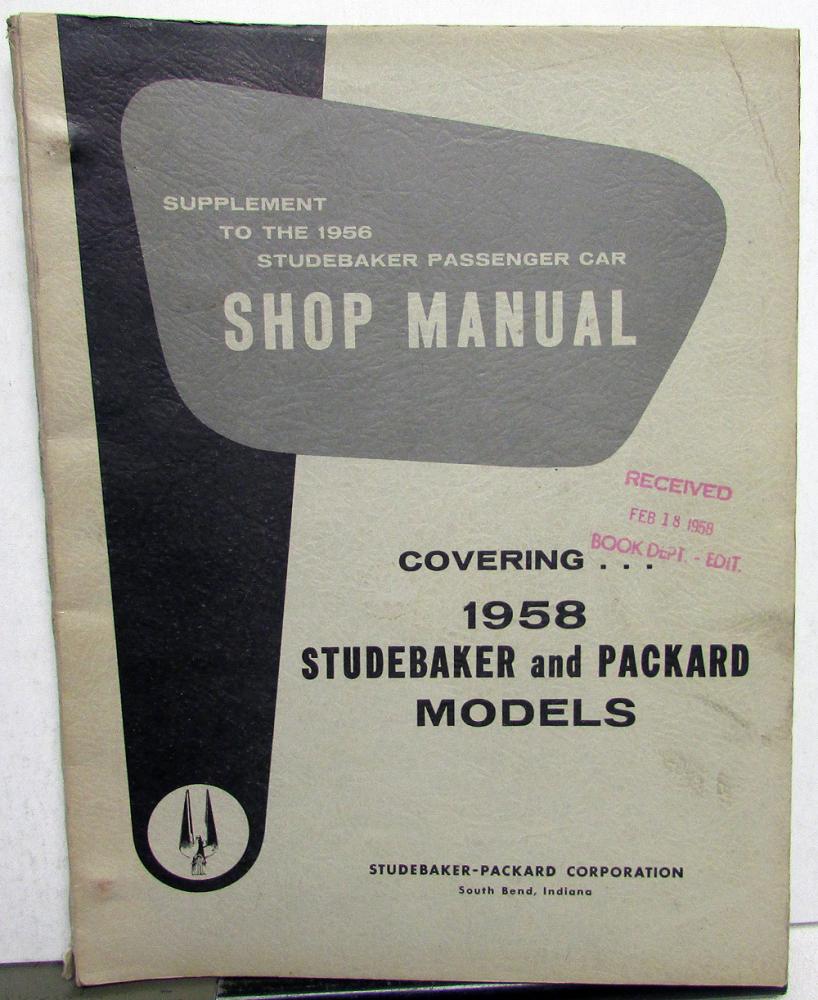 SUPPLEMENT
TO THE 1956
STUDEBAKER PASSENGER CAR
SHOP MANUAL
RECEIVED
FEB 18 1958
BOOK DEPT. - EDIT.
COVERING . . .
1958
STUDEBAKER and PACKARD
MODELS
STUDEBAKER-PACKARD CORPORATION
South Bend, Indiana